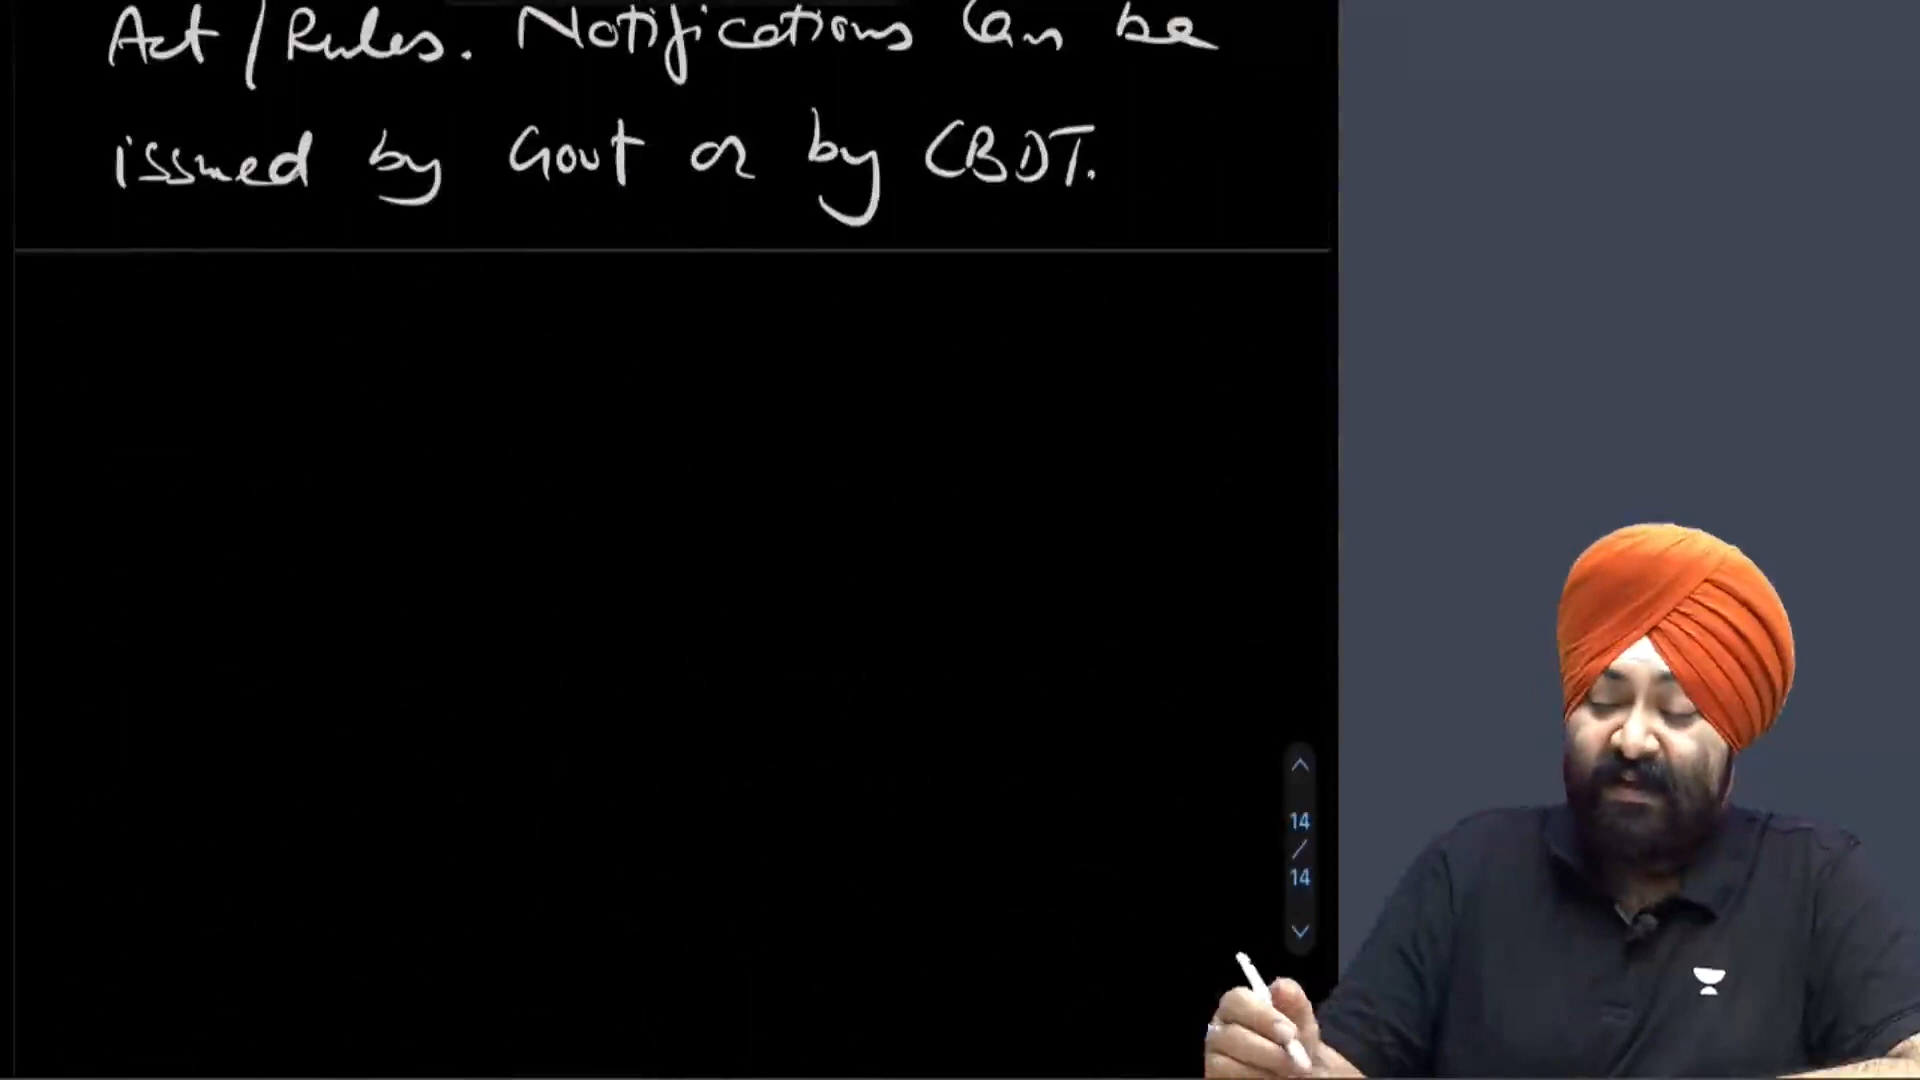 Act/Rules. Notifications Can be
issued by Govt or by CBDT.
14
/
14